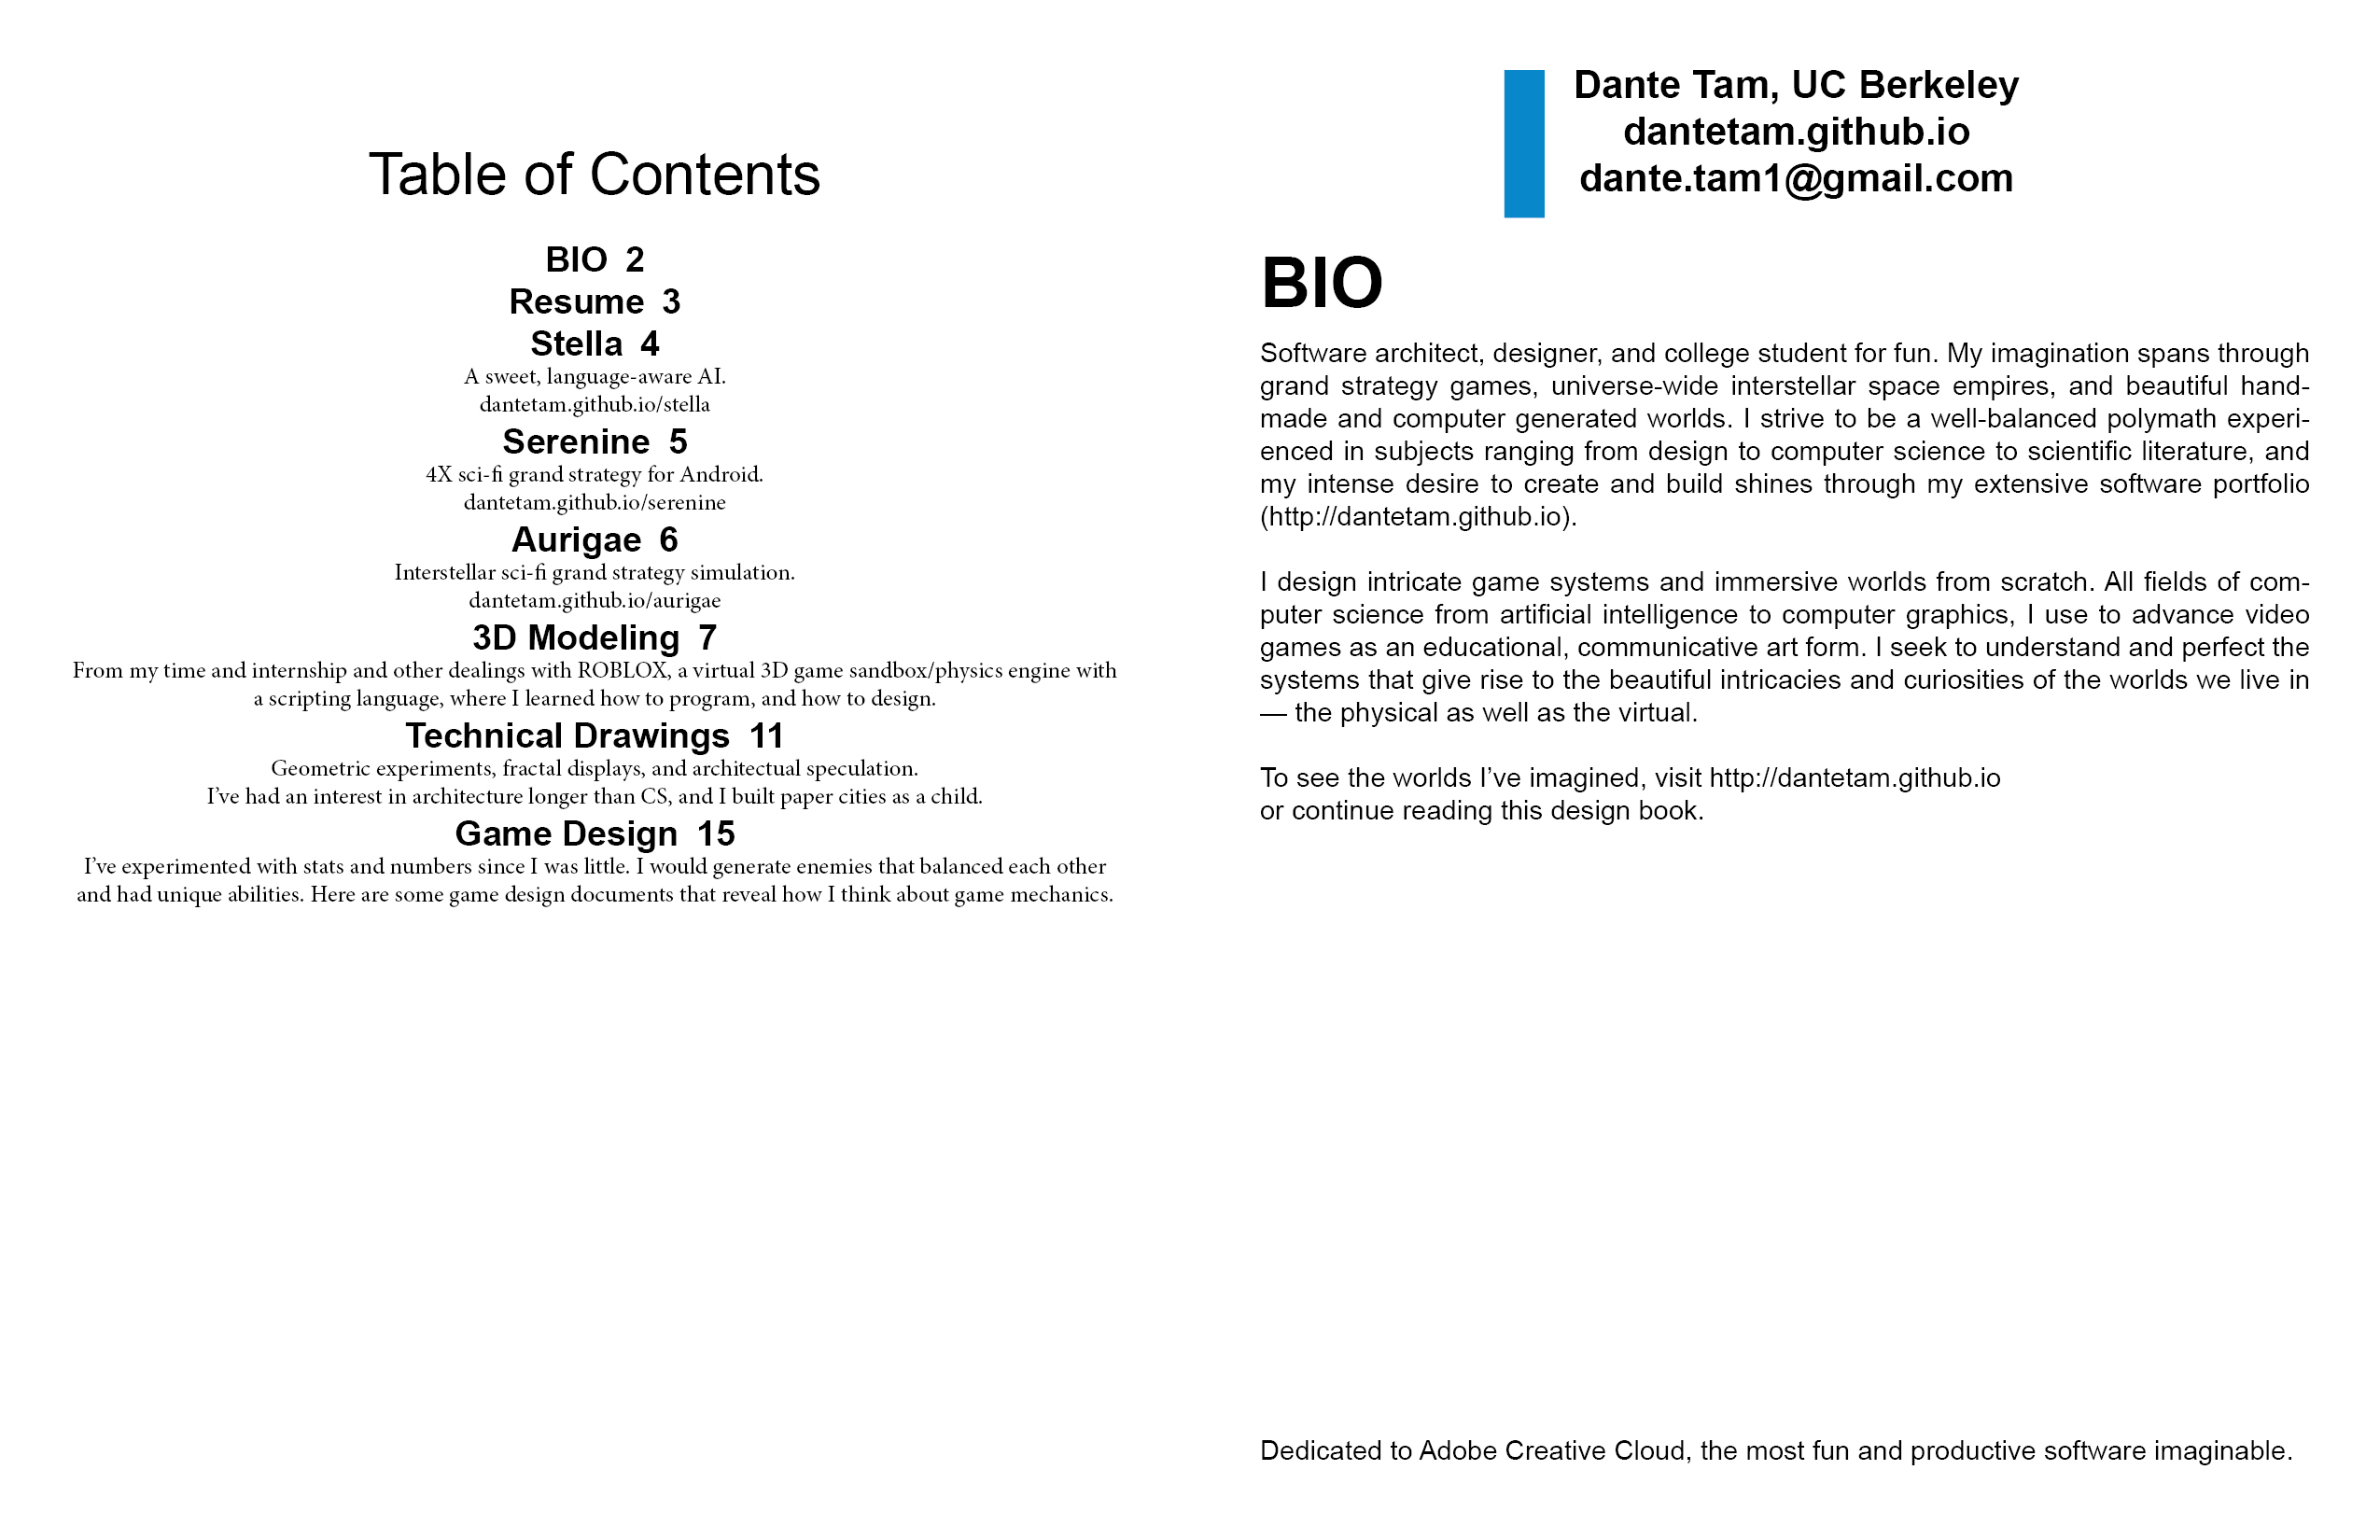 Table of Contents
BIO 2
Resume 3
Stella 4
A sweet, language-aware AI.
dantetam.github.io/stella
Serenine 5
4X sci-fi grand strategy for Android.
dantetam.github.io/serenine
Aurigae 6
Interstellar sci-fi grand strategy simulation.
dantetam.github.io/aurigae
3D Modeling 7
From my time and internship and other dealings with ROBLOX, a virtual 3D game sandbox/physics engine with
a scripting language, where I learned how to program, and how to design.
Technical Drawings 11
Geometric experiments, fractal displays, and architectual speculation.
I've had an interest in architecture longer than CS, and I built paper cities as a child.
Game Design 15
I've experimented with stats and numbers since I was little. I would generate enemies that balanced each other
and had unique abilities. Here are some game design documents that reveal how I think about game mechanics.
Dante Tam, UC Berkeley
dantetam.github.io
dante.tam1@gmail.com
BIO
Software architect, designer, and college student for fun. My imagination spans through
grand strategy games, universe-wide interstellar space empires, and beautiful hand-
made and computer generated worlds. I strive to be a well-balanced polymath experi-
enced in subjects ranging from design to computer science to scientific literature, and
my intense desire to create and build shines through my extensive software portfolio
(http://dantetam.github.io).
I design intricate game systems and immersive worlds from scratch. All fields of com-
puter science from artificial intelligence to computer graphics, I use to advance video
games as an educational, communicative art form. I seek to understand and perfect the
systems that give rise to the beautiful intricacies and curiosities of the worlds we live in
— the physical as well as the virtual.
To see the worlds I've imagined, visit http://dantetam.github.io
or continue reading this design book.
Dedicated to Adobe Creative Cloud, the most fun and productive software imaginable.